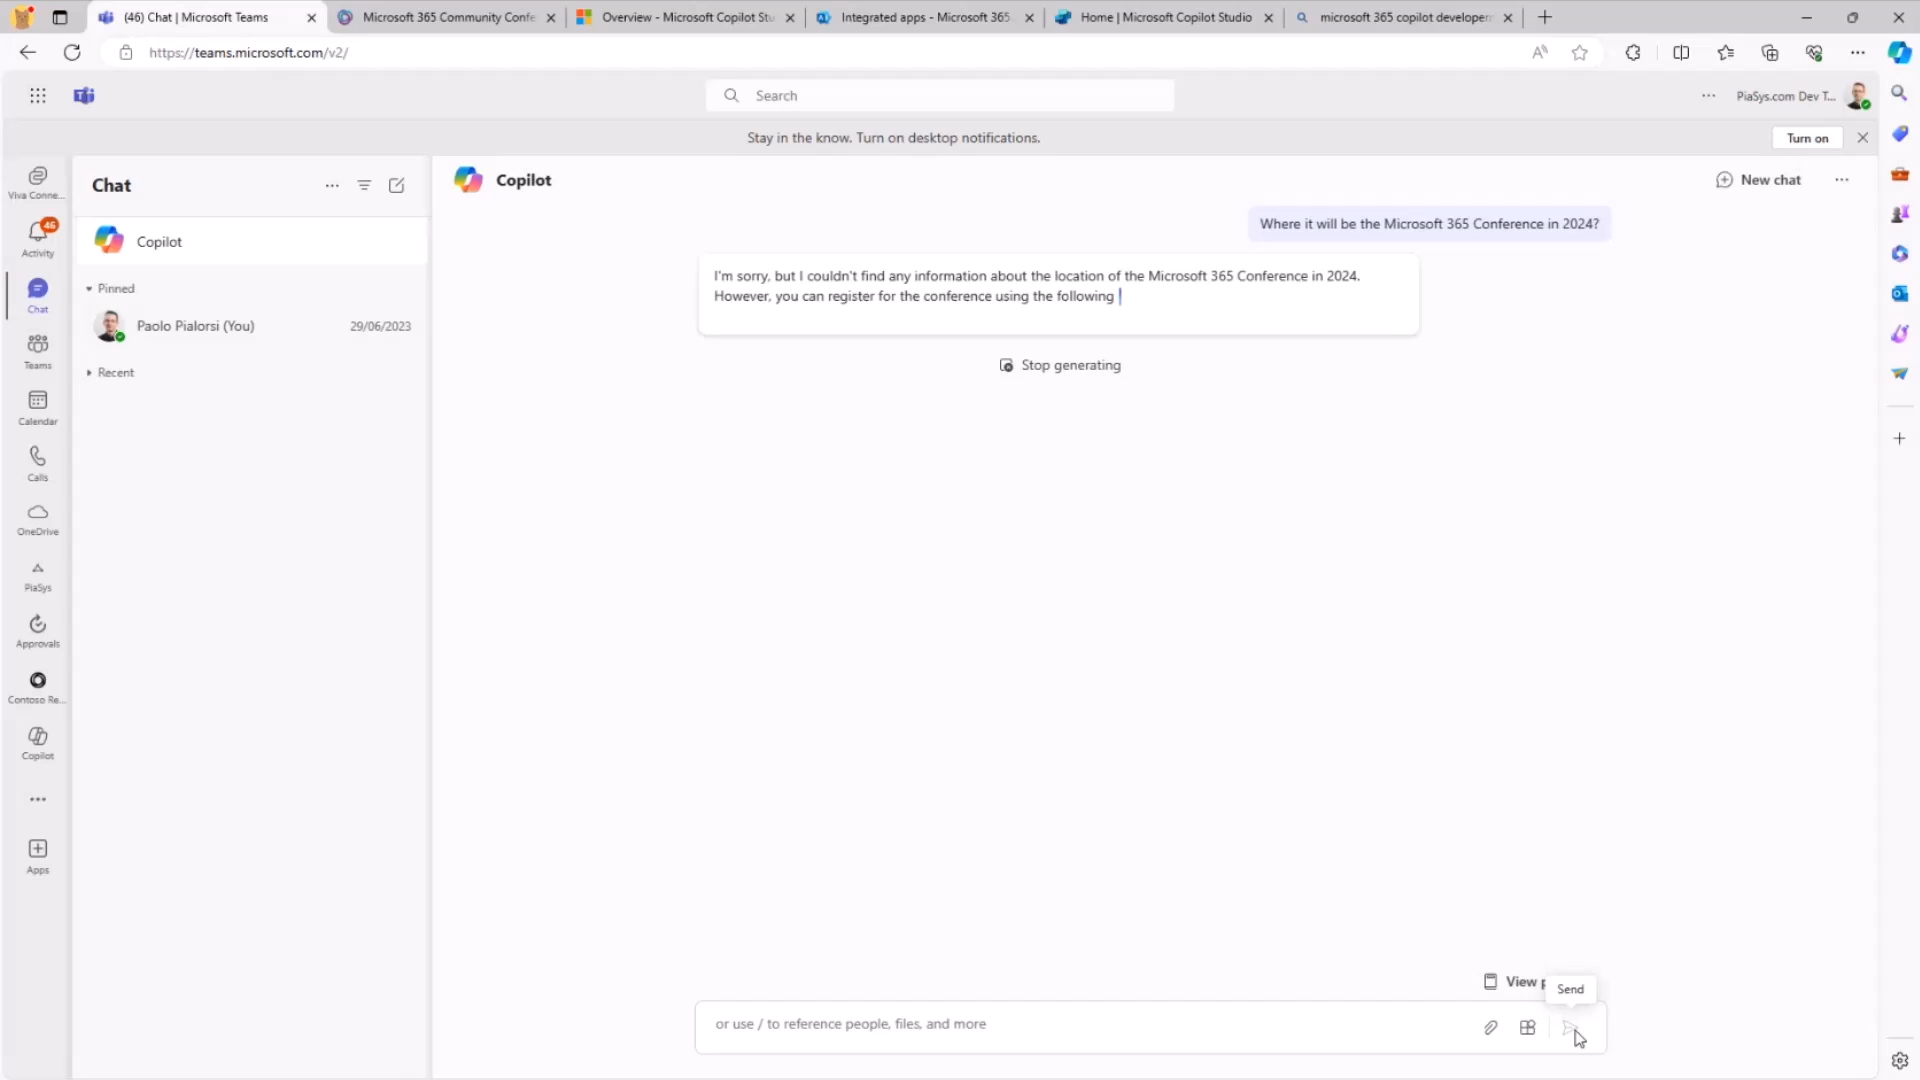 (46) Chat | Microsoft Teams
Microsoft 365 Community Confe
Overview - Microsoft Copilot Stu
Integrated apps - Microsoft 365
Home | Microsoft Copilot Studio
microsoft 365 copilot developer
https://teams.microsoft.com/v2/
Search
PiaSys.com Dev T...
Stay in the know. Turn on desktop notifications.
Turn on
Viva Conne...
46
Activity
Chat
Teams
Calendar
Calls
OneDrive
PiaSys
Approvals
Contoso Re...
Copilot
Apps
Chat
Copilot
Pinned
Paolo Pialorsi (You)
29/06/2023
Recent
Copilot
New chat
Where it will be the Microsoft 365 Conference in 2024?
I'm sorry, but I couldn't find any information about the location of the Microsoft 365 Conference in 2024.
However, you can register for the conference using the following
Stop generating
View p
Send
or use / to reference people, files, and more